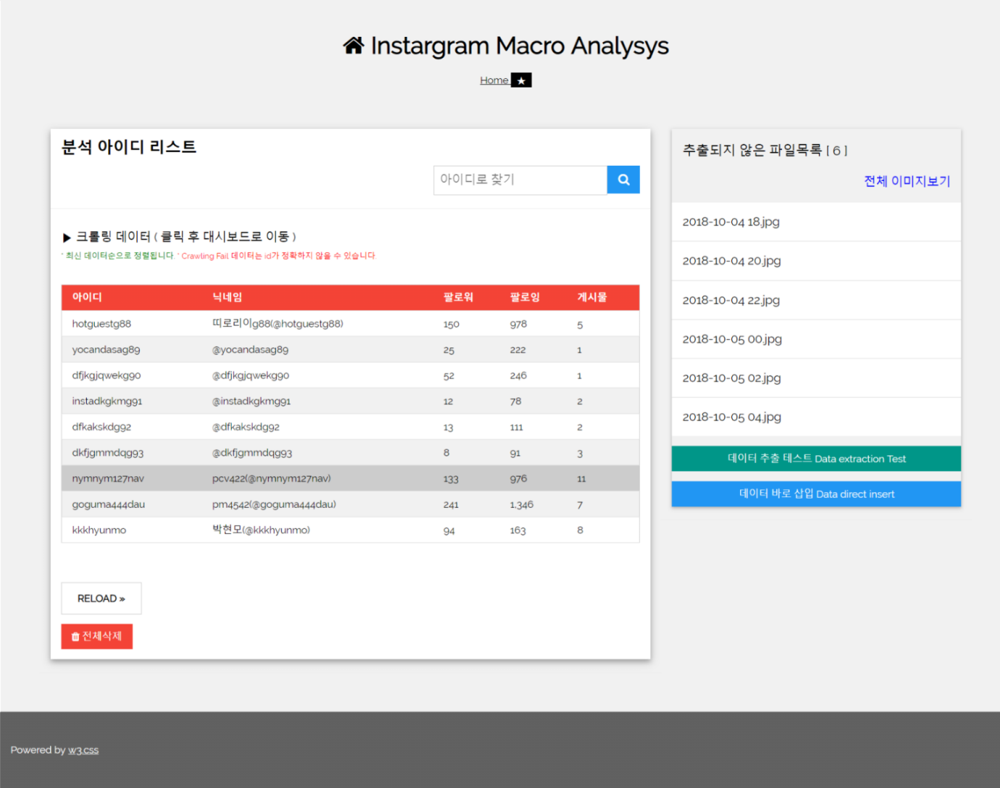 Instargram Macro Analysys
Home ★
분석 아이디 리스트
아이디로 찾기
▶ 크롤링 데이터 ( 클릭 후 대시보드로 이동 )
* 최신 데이터순으로 정렬됩니다. * Crawling Fail 데이터는 id가 정확하지 않을 수 있습니다.
아이디 닉네임 팔로워 팔로잉 게시물
hotguestg88 띠로리이g88(@hotguestg88) 150 978 5
yocandasag89 @yocandasag89 25 222 1
dfjkgjqwekg90 @dfjkgjqwekg90 52 246 1
instadkgkmg91 @instadkgkmg91 12 78 2
dfkakskdg92 @dfkakskdg92 13 111 2
dkfjgmmdqg93 @dkfjgmmdqg93 8 91 3
nymnym127nav pcv422(@nymnym127nav) 133 976 11
goguma444dau pm4542(@goguma444dau) 241 1,346 7
kkkhyunmo 박현모(@kkkhyunmo) 94 163 8
RELOAD »
전체삭제
추출되지 않은 파일목록 [ 6 ]
전체 이미지보기
2018-10-04 18.jpg
2018-10-04 20.jpg
2018-10-04 22.jpg
2018-10-05 00.jpg
2018-10-05 02.jpg
2018-10-05 04.jpg
데이터 추출 테스트 Data extraction Test
데이터 바로 삽입 Data direct insert
Powered by w3.css